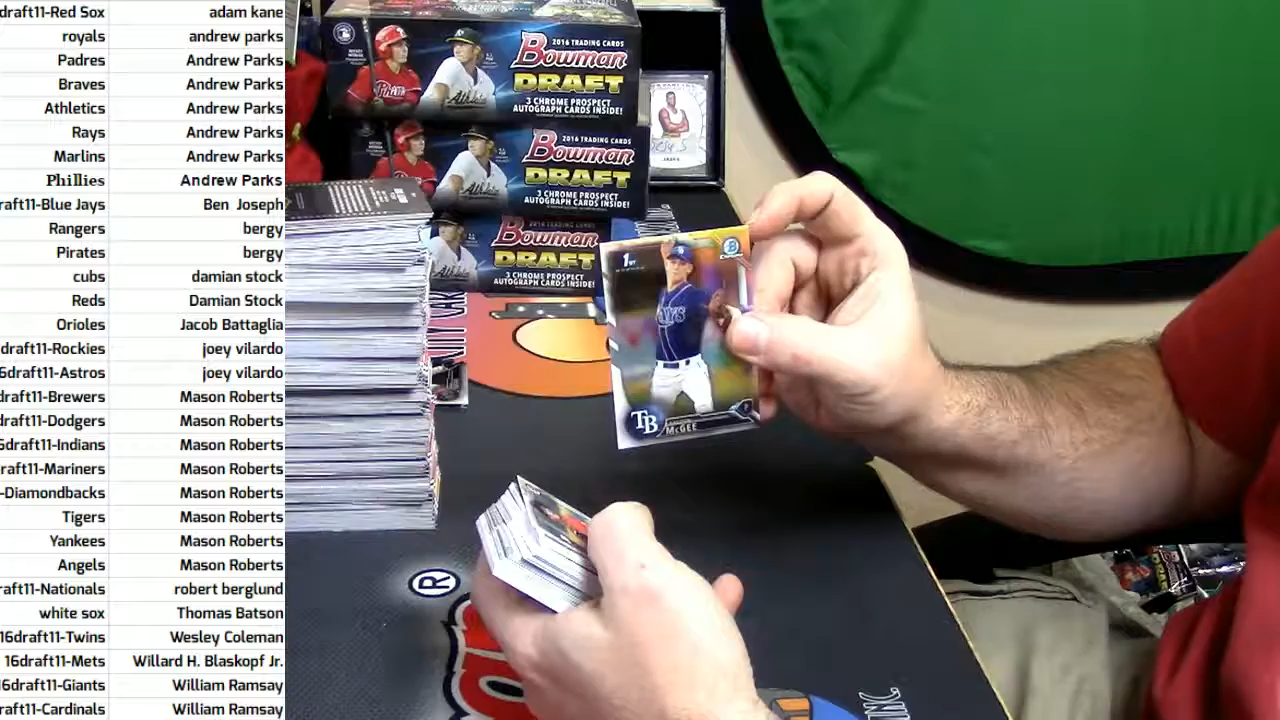 draft11-Red Sox adam kane
royals andrew parks
Padres Andrew Parks
Braves Andrew Parks
Athletics Andrew Parks
Rays Andrew Parks
Marlins Andrew Parks
Phillies Andrew Parks
raft11-Blue Jays Ben Joseph
Rangers bergy
Pirates bergy
cubs damian stock
Reds Damian Stock
Orioles Jacob Battaglia
draft11-Rockies joey vilardo
6draft11-Astros joey vilardo
draft11-Brewers Mason Roberts
draft11-Dodgers Mason Roberts
6draft11-Indians Mason Roberts
raft11-Mariners Mason Roberts
-Diamondbacks Mason Roberts
Tigers Mason Roberts
Yankees Mason Roberts
Angels Mason Roberts
raft11-Nationals robert berglund
white sox Thomas Batson
16draft11-Twins Wesley Coleman
16draft11-Mets Willard H. Blaskopf Jr.
16draft11-Giants William Ramsay
raft11-Cardinals William Ramsay
2016 TRADING CARDS
Bowman
DRAFT
3 CHROME PROSPECT
AUTOGRAPH CARDS INSIDE!
2016 TRADING CARDS
Bowman
DRAFT
3 CHROME PROSPECT
AUTOGRAPH CARDS INSIDE!
Bowman
DRAFT
3 CHROME PROSPECT
AUTOGRAPH CARDS INSIDE!
1ST
TB
McGEE
®
INC.